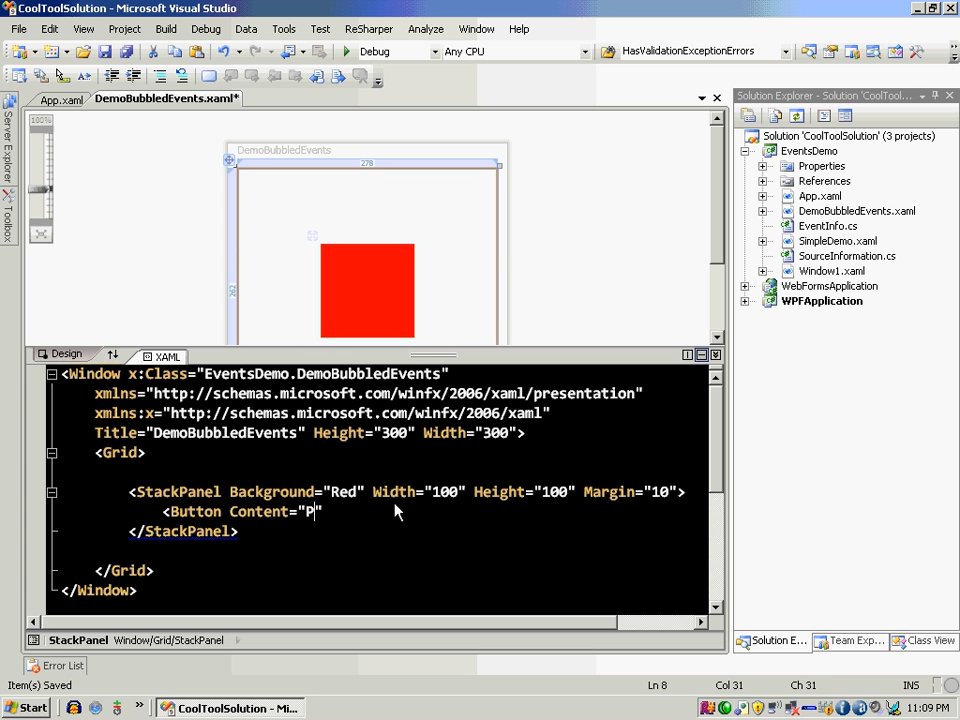 CoolToolSolution - Microsoft Visual Studio
File Edit View Project Build Debug Data Tools Test ReSharper Analyze Window Help
Debug Any CPU HasValidationExceptionErrors
App.xaml DemoBubbledEvents.xaml*
Solution Explorer - Solution 'CoolTool...
Server Explorer
Toolbox
100%
DemoBubbledEvents
278
262
Solution 'CoolToolSolution' (3 projects)
EventsDemo
Properties
References
App.xaml
DemoBubbledEvents.xaml
EventInfo.cs
SimpleDemo.xaml
SourceInformation.cs
Window1.xaml
WebFormsApplication
WPFApplication
Design XAML
<Window x:Class="EventsDemo.DemoBubbledEvents"
xmlns="http://schemas.microsoft.com/winfx/2006/xaml/presentation"
xmlns:x="http://schemas.microsoft.com/winfx/2006/xaml"
Title="DemoBubbledEvents" Height="300" Width="300">
<Grid>
<StackPanel Background="Red" Width="100" Height="100" Margin="10">
<Button Content="P"
</StackPanel>
</Grid>
</Window>
StackPanel Window/Grid/StackPanel
Solution E... Team Exp... Class View
Error List
Item(s) Saved Ln 8 Col 31 Ch 31 INS
Start CoolToolSolution - Mi... 11:09 PM